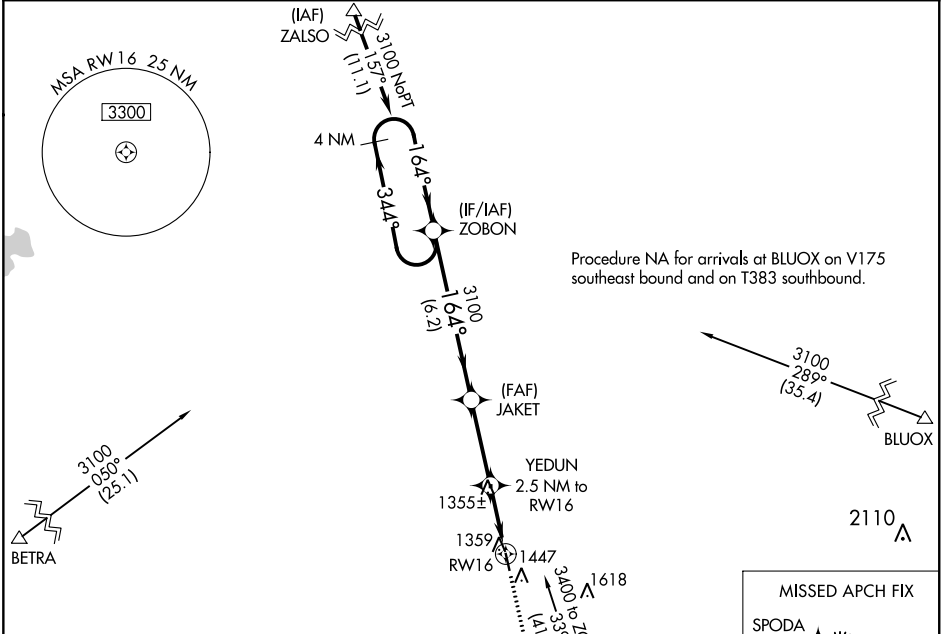 (IAF)
ZALSO
3100 NoPT
157°
(11.1)
MSA RW16 25 NM
3300
4 NM
164°
344°
(IF/IAF)
ZOBON
Procedure NA for arrivals at BLUOX on V175
southeast bound and on T383 southbound.
3100
164°
(6.2)
3100
289°
(35.4)
BLUOX
(FAF)
JAKET
3100
050°
(25.1)
BETRA
YEDUN
2.5 NM to
RW16
1355±
2110
1359
RW16
1447
1618
3400 to
MISSED APCH FIX
SPODA